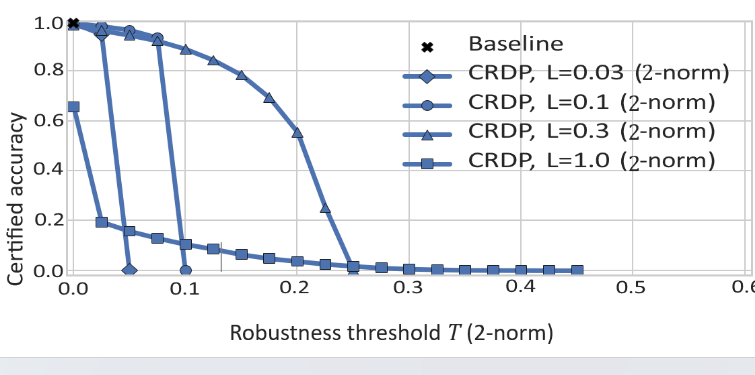 Certified accuracy
1.0
0.8
0.6
0.4
0.2
0.0
Baseline
CRDP, L=0.03 (2-norm)
CRDP, L=0.1 (2-norm)
CRDP, L=0.3 (2-norm)
CRDP, L=1.0 (2-norm)
0.0 0.1 0.2 0.3 0.4 0.5
Robustness threshold T (2-norm)